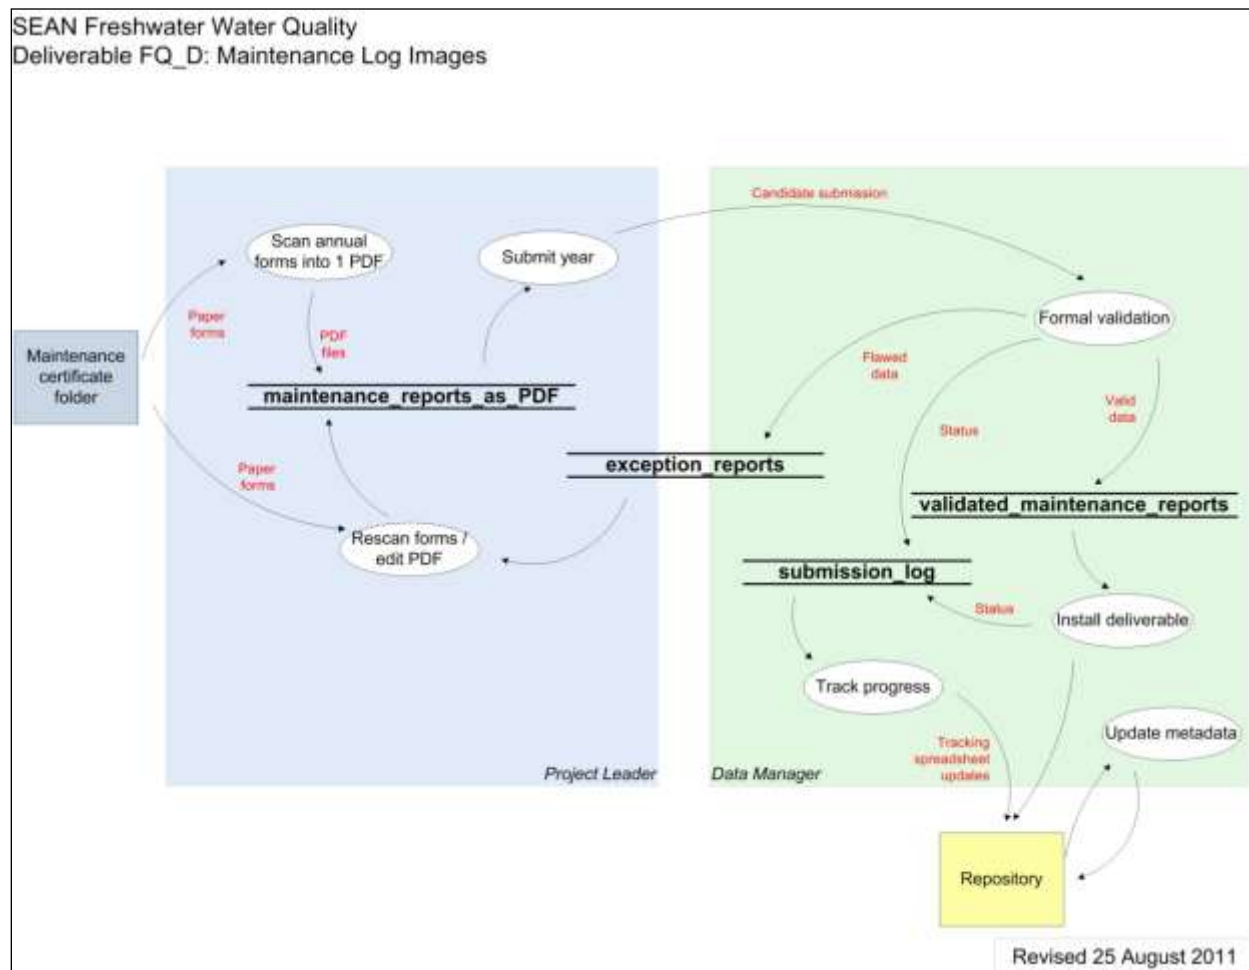 SEAN Freshwater Water Quality
Deliverable FQ_D: Maintenance Log Images
Candidate submission
Scan annual
forms into 1 PDF
Submit year
Paper
forms
PDF
files
Formal validation
Maintenance
certificate
folder
maintenance_reports_as_PDF
Flawed
data
Valid
data
Status
Paper
forms
exception_reports
validated_maintenance_reports
Rescan forms /
edit PDF
submission_log
Status
Install deliverable
Track progress
Update metadata
Tracking
spreadsheet
updates
Project Leader
Data Manager
Repository
Revised 25 August 2011